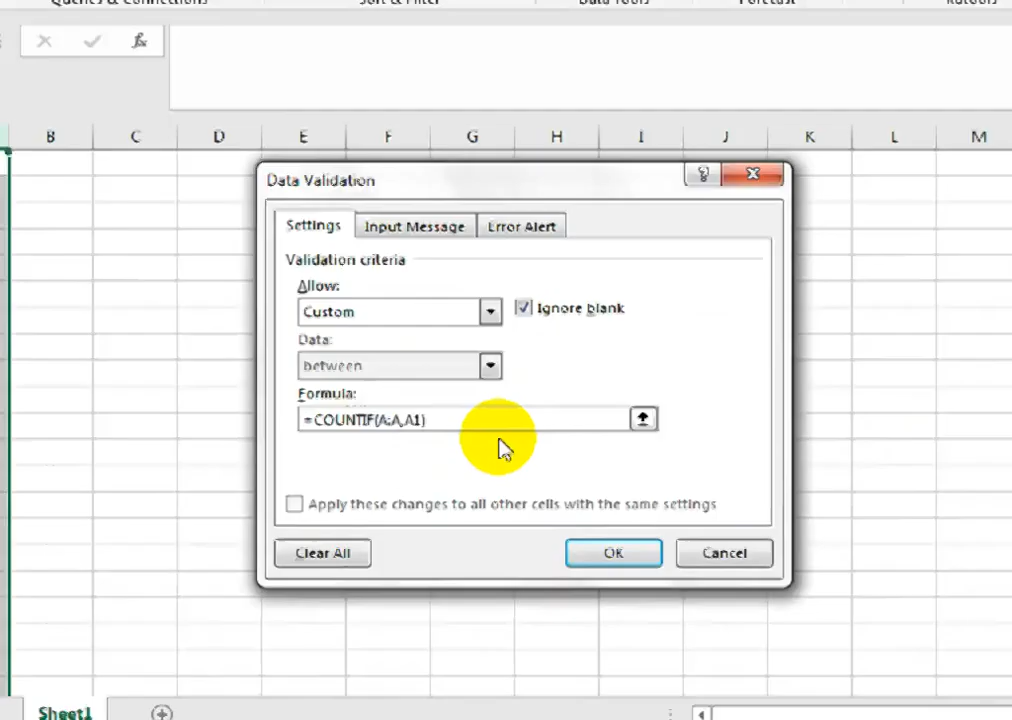 Queries & Connections Sort & Filter Data Tools Forecast
fx
B C D E F G H I J K L M
Data Validation
?
Settings Input Message Error Alert
Validation criteria
Allow:
Custom Ignore blank
Data:
between
Formula:
=COUNTIF(A:A,A1)
Apply these changes to all other cells with the same settings
Clear All OK Cancel
Sheet1